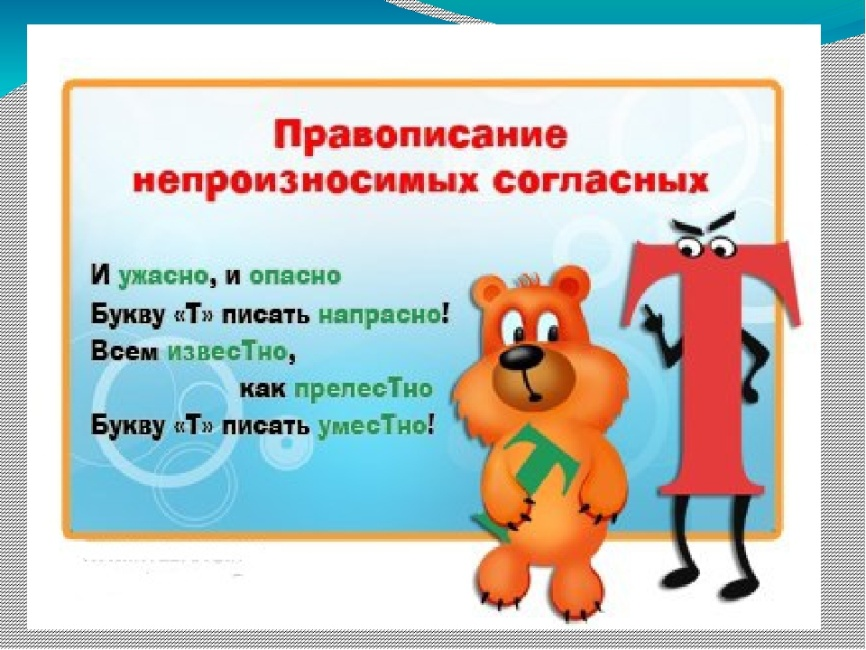 Правописание
непроизносимых согласных
И ужасно, и опасно
Букву «Т» писать напрасно!
Всем извесТно,
как прелесТно
Букву «Т» писать умесТно!
Т
Т